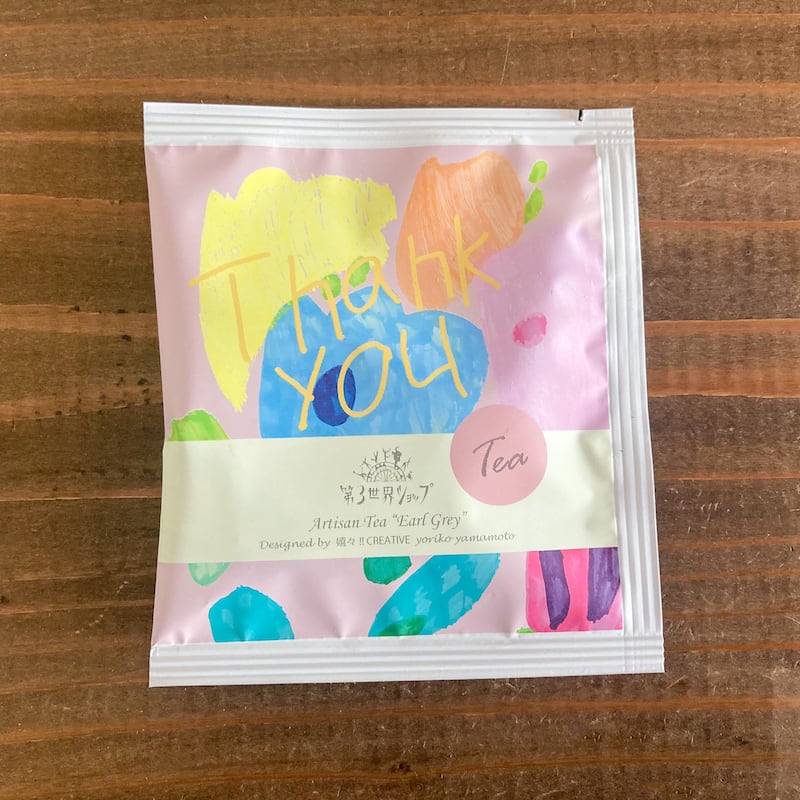 Thank
YOU
Tea
第3世界ショップ
Artisan Tea “Earl Grey”
Designed by 嬉々!!CREATIVE yoriko yamamoto